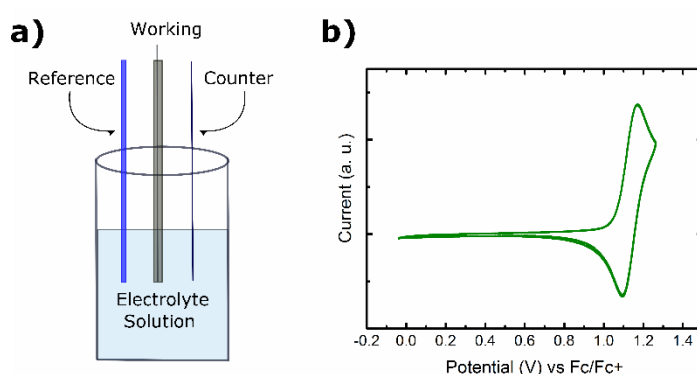 a)
Working
Reference
Counter
Electrolyte
Solution
b)
Current (a. u.)
-0.2 0.0 0.2 0.4 0.6 0.8 1.0 1.2 1.4
Potential (V) vs Fc/Fc+